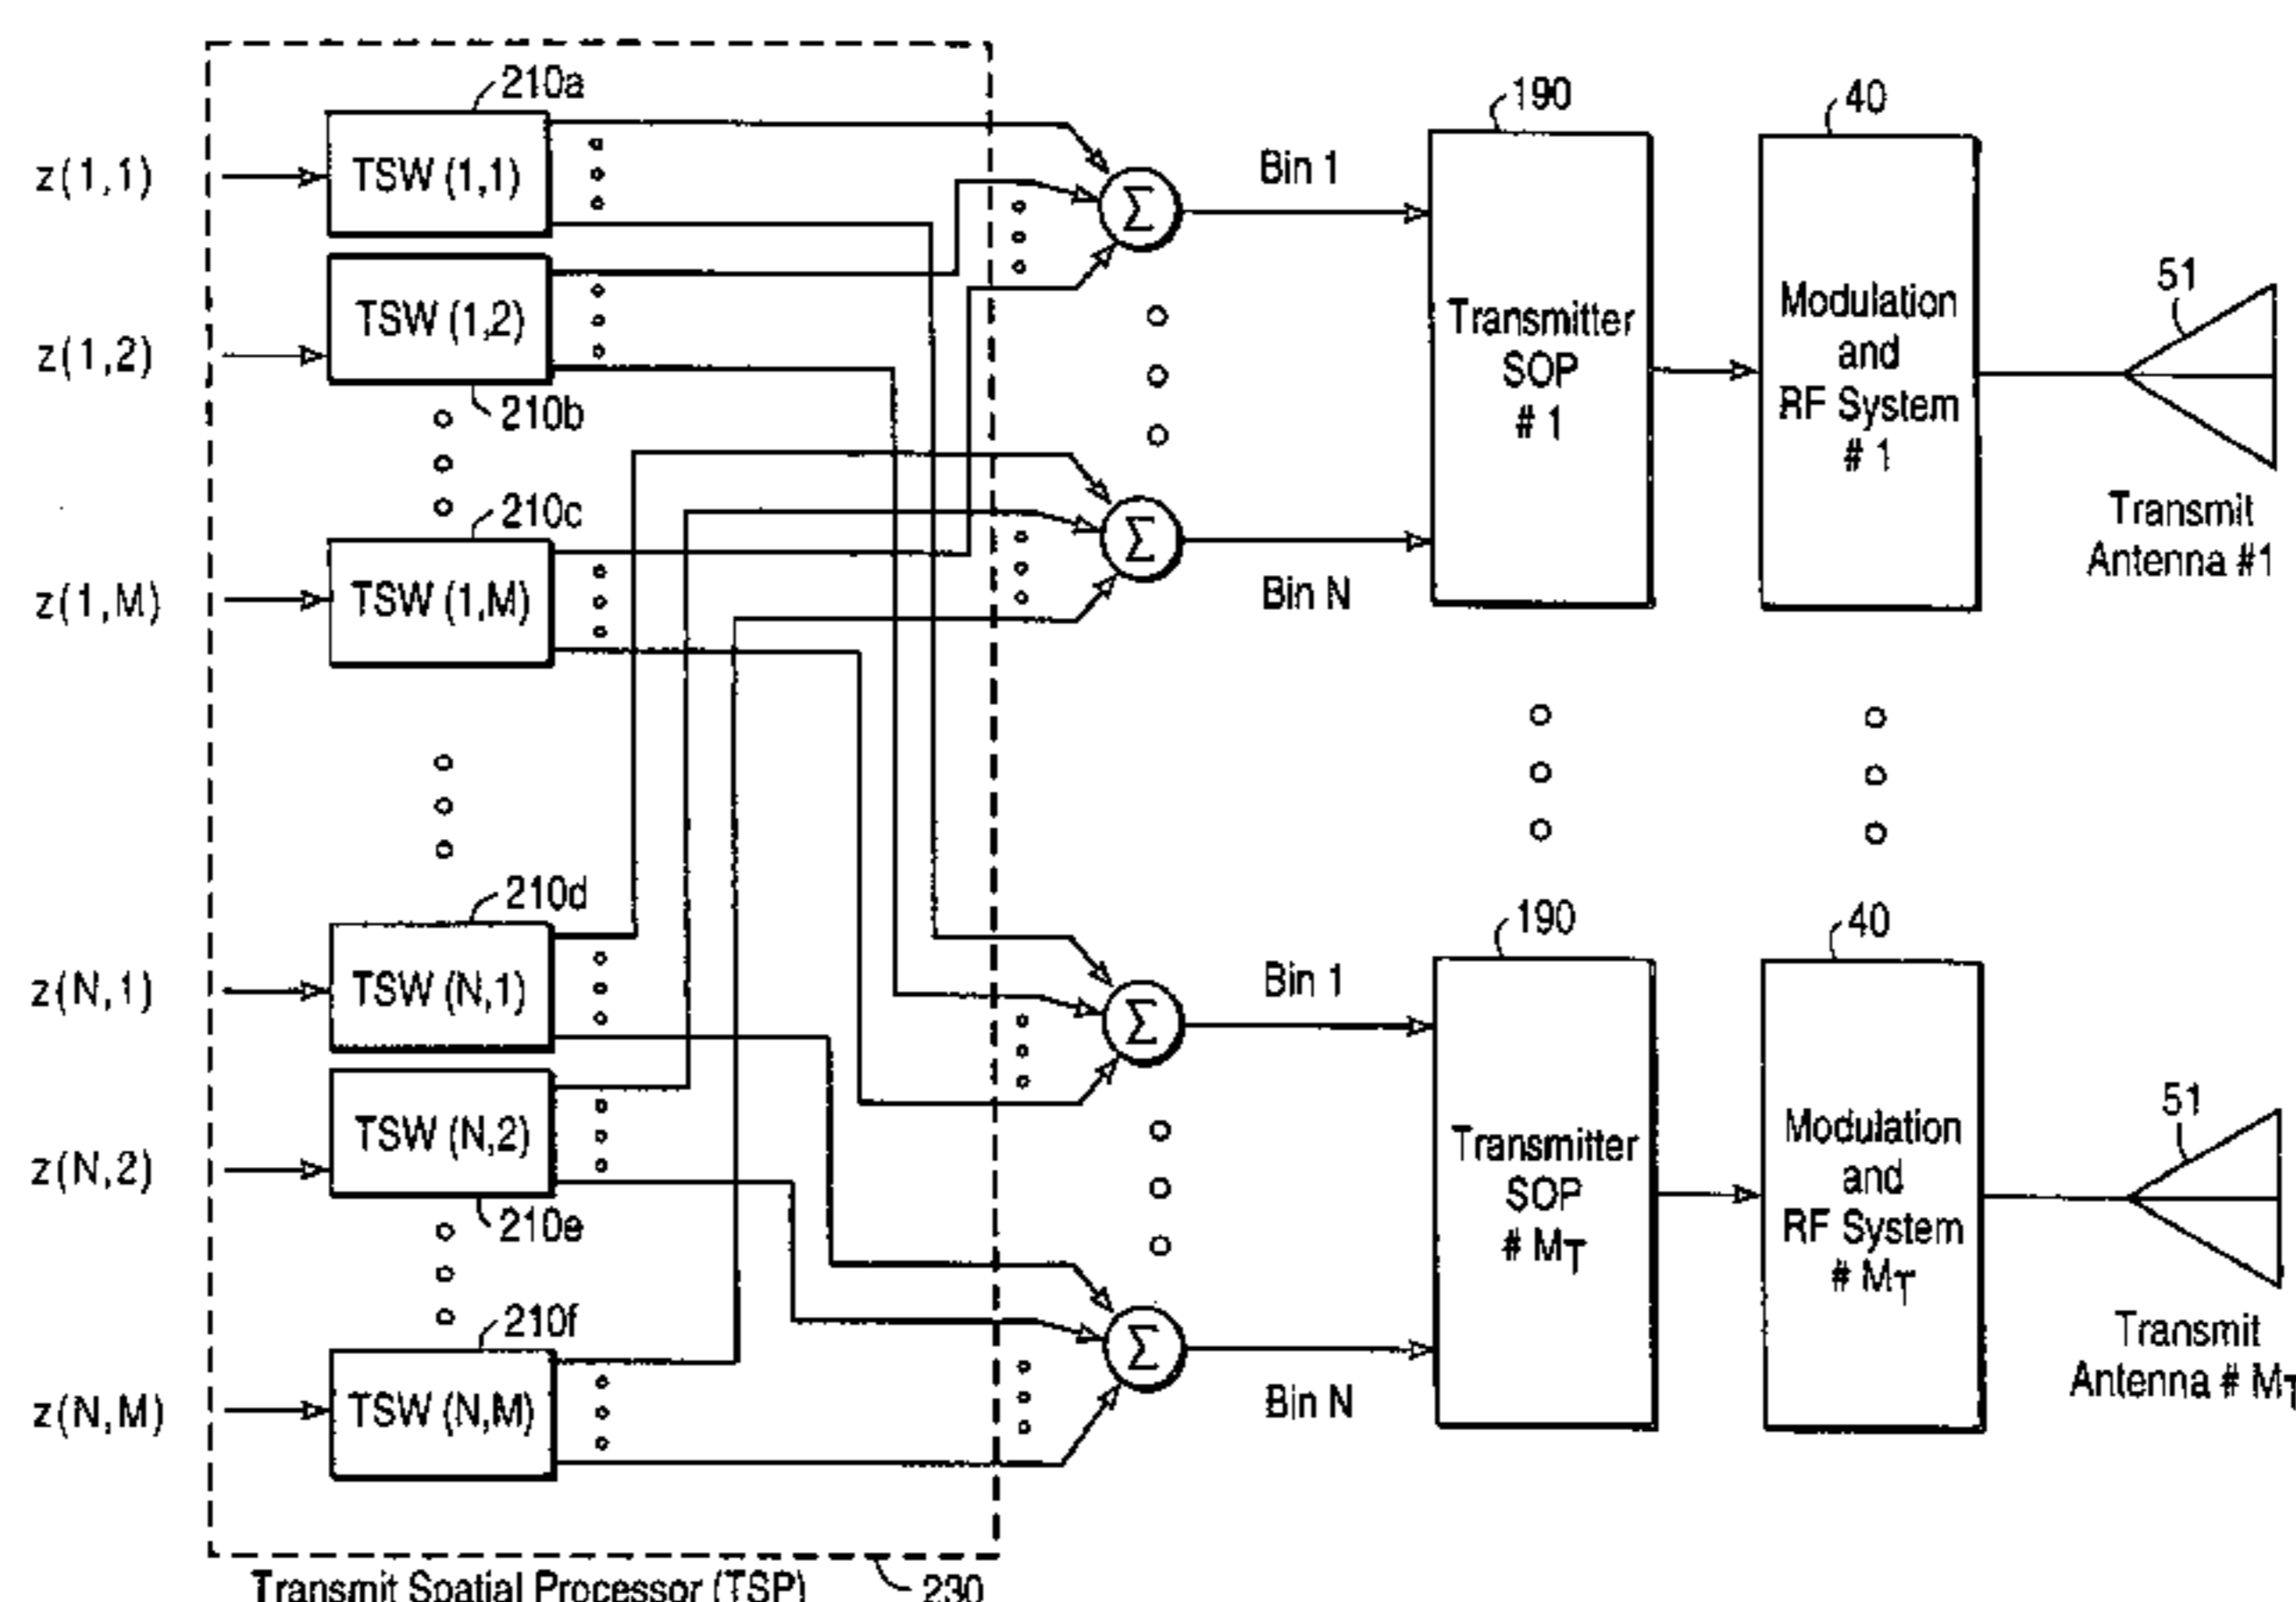 210a
z(1,1)
TSW (1,1)
z(1,2)
TSW (1,2)
210b
210c
z(1,M)
TSW (1,M)
210d
z(N,1)
TSW (N,1)
z(N,2)
TSW (N,2)
210e
210f
z(N,M)
TSW (N,M)
Transmit Spatial Processor (TSP)
230
Σ
Bin 1
Σ
Bin N
190
Transmitter
SOP
# 1
40
Modulation
and
RF System
# 1
51
Transmit
Antenna #1
Σ
Bin 1
Σ
Bin N
190
Transmitter
SOP
# MT
40
Modulation
and
RF System
# MT
51
Transmit
Antenna # MT